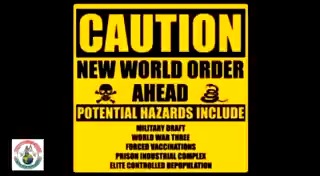 CAUTION
NEW WORLD ORDER
AHEAD
POTENTIAL HAZARDS INCLUDE
MILITARY DRAFT
WORLD WAR THREE
FORCED VACCINATIONS
PRISON INDUSTRIAL COMPLEX
ELITE CONTROLLED DEPOPULATION